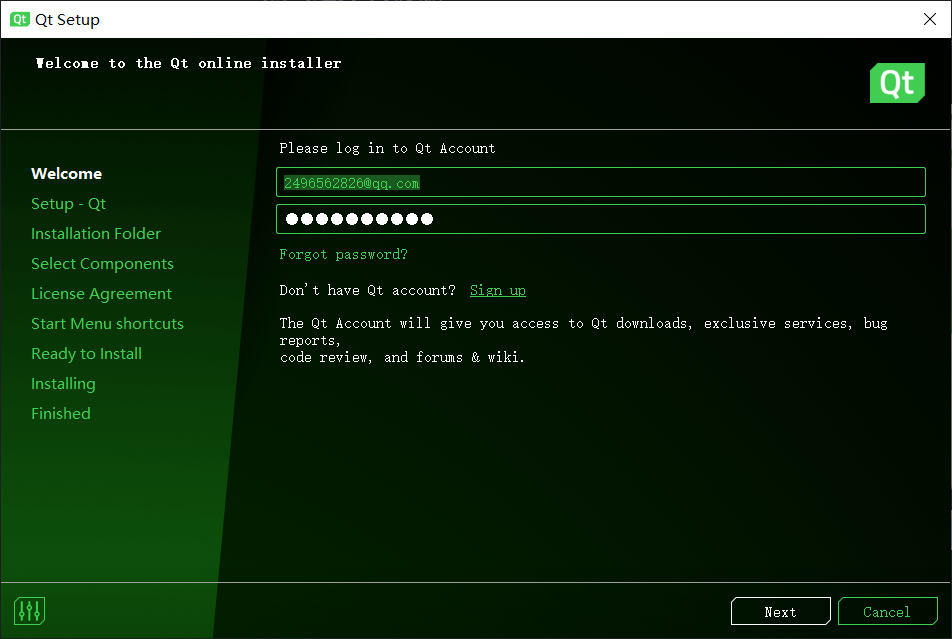 Qt Qt Setup
Welcome to the Qt online installer
Qt
Welcome
Setup - Qt
Installation Folder
Select Components
License Agreement
Start Menu shortcuts
Ready to Install
Installing
Finished
Please log in to Qt Account
2496562826@qq.com
Forgot password?
Don't have Qt account? Sign up
The Qt Account will give you access to Qt downloads, exclusive services, bug
reports,
code review, and forums & wiki.
Next
Cancel